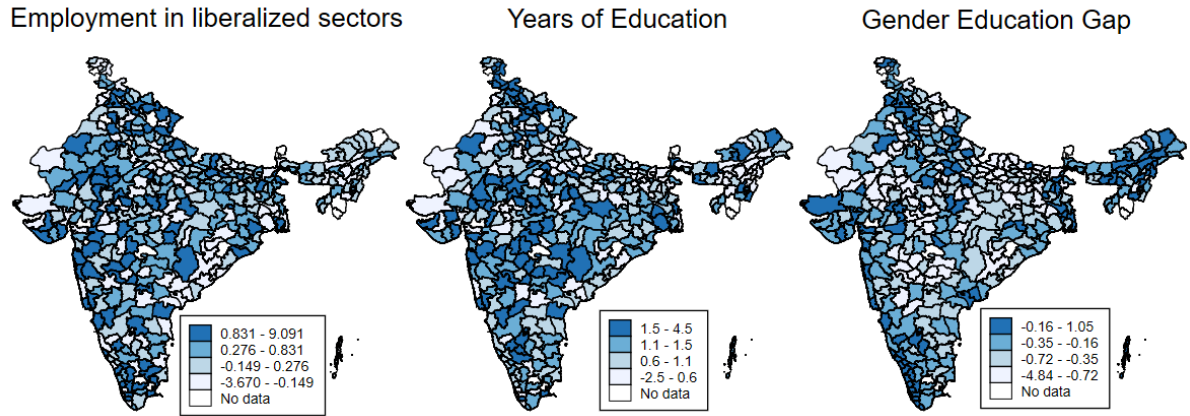 Employment in liberalized sectors
Years of Education
Gender Education Gap
0.831 - 9.091
0.276 - 0.831
-0.149 - 0.276
-3.670 - -0.149
No data
1.5 - 4.5
1.1 - 1.5
0.6 - 1.1
-2.5 - 0.6
No data
-0.16 - 1.05
-0.35 - -0.16
-0.72 - -0.35
-4.84 - -0.72
No data